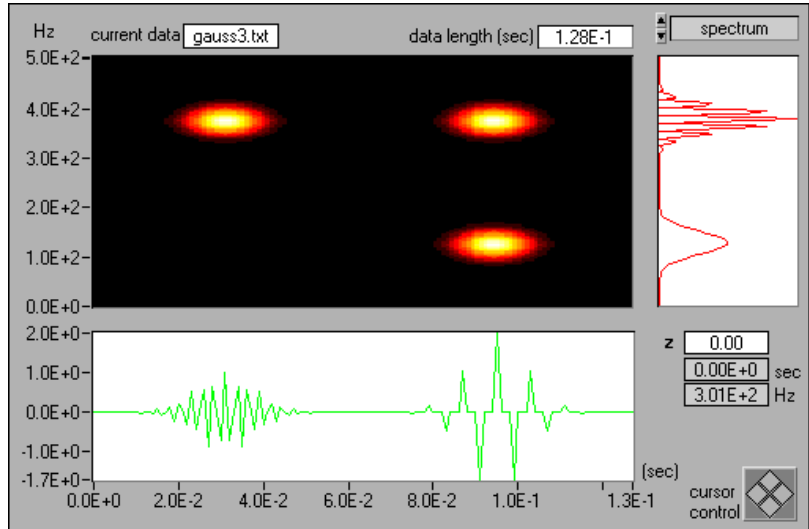 Hz
current data gauss3.txt
data length (sec) 1.28E-1
spectrum
5.0E+2
4.0E+2
3.0E+2
2.0E+2
1.0E+2
0.0E+0
2.0E+0
1.0E+0
0.0E+0
-1.0E+0
-1.7E+0
0.0E+0 2.0E-2 4.0E-2 6.0E-2 8.0E-2 1.0E-1 1.3E-1
(sec)
z 0.00
0.00E+0 sec
3.01E+2 Hz
cursor
control